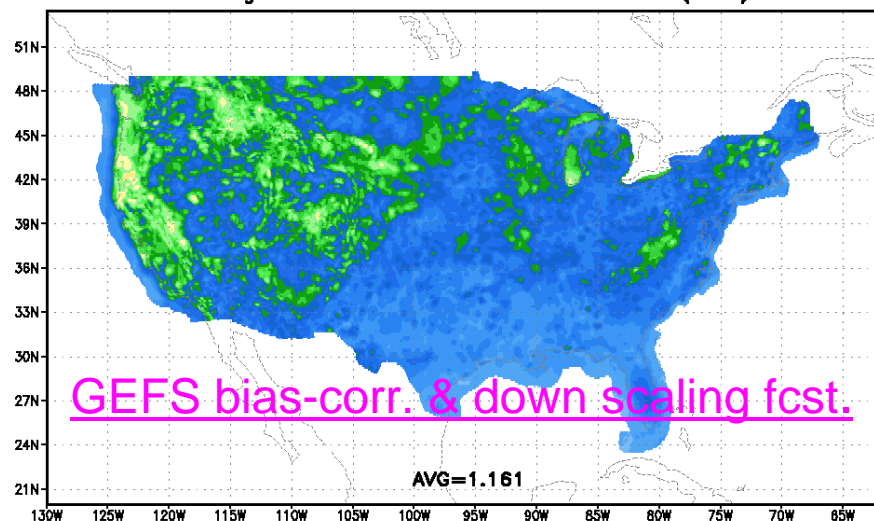 51N
48N
45N
42N
39N
36N
33N
30N
27N
24N
21N
GEFS bias-corr. & down scaling fcst.
AVG=1.161
130W 125W 120W 115W 110W 105W 100W 95W 90W 85W 80W 75W 70W 65W